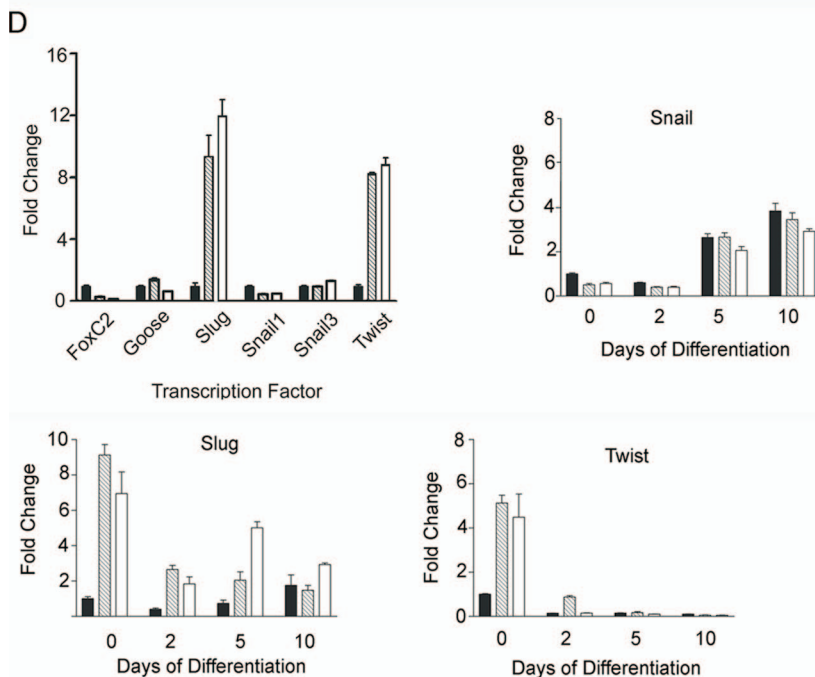 D
16
12
8
4
0
Fold Change
FoxC2
Goose
Slug
Snail1
Snail3
Twist
Transcription Factor
Snail
8
6
4
2
0
Fold Change
0 2 5 10
Days of Differentiation
Slug
10
8
6
4
2
Fold Change
0 2 5 10
Days of Differentiation
Twist
8
6
4
2
0
Fold Change
0 2 5 10
Days of Differentiation